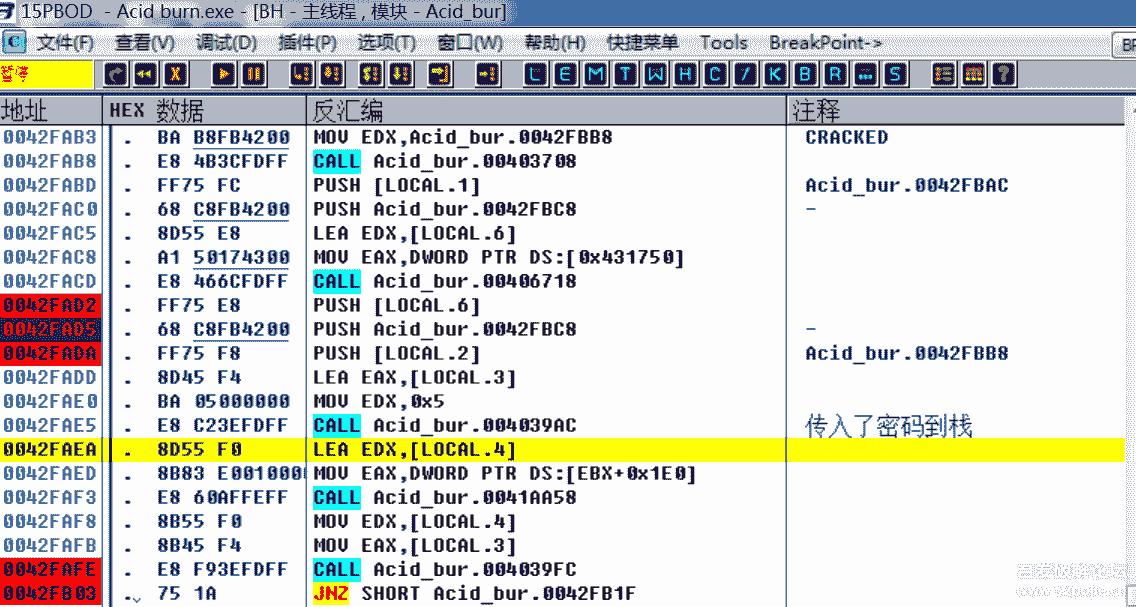 15PBOD - Acid burn.exe - [BH - 主线程, 模块 - Acid_bur]
C 文件(F) 查看(V) 调试(D) 插件(P) 选项(T) 窗口(W) 帮助(H) 快捷菜单 Tools BreakPoint->
暂停 L E M T W H C / K B R ... S ?
地址 HEX 数据 反汇编 注释
0042FAB3 . BA B8FB4200 MOV EDX,Acid_bur.0042FBB8 CRACKED
0042FAB8 . E8 4B3CFDFF CALL Acid_bur.00403708
0042FABD . FF75 FC PUSH [LOCAL.1] Acid_bur.0042FBAC
0042FAC0 . 68 C8FB4200 PUSH Acid_bur.0042FBC8 -
0042FAC5 . 8D55 E8 LEA EDX,[LOCAL.6]
0042FAC8 . A1 50174300 MOV EAX,DWORD PTR DS:[0x431750]
0042FACD . E8 466CFDFF CALL Acid_bur.00406718
0042FAD2 . FF75 E8 PUSH [LOCAL.6]
0042FAD5 . 68 C8FB4200 PUSH Acid_bur.0042FBC8 -
0042FADA . FF75 F8 PUSH [LOCAL.2] Acid_bur.0042FBB8
0042FADD . 8D45 F4 LEA EAX,[LOCAL.3]
0042FAE0 . BA 05000000 MOV EDX,0x5
0042FAE5 . E8 C23EFDFF CALL Acid_bur.004039AC 传入了密码到栈
0042FAEA . 8D55 F0 LEA EDX,[LOCAL.4]
0042FAED . 8B83 E0010000 MOV EAX,DWORD PTR DS:[EBX+0x1E0]
0042FAF3 . E8 60AFFEFF CALL Acid_bur.0041AA58
0042FAF8 . 8B55 F0 MOV EDX,[LOCAL.4]
0042FAFB . 8B45 F4 MOV EAX,[LOCAL.3]
0042FAFE . E8 F93EFDFF CALL Acid_bur.004039FC
0042FB03 . 75 1A JNZ SHORT Acid_bur.0042FB1F